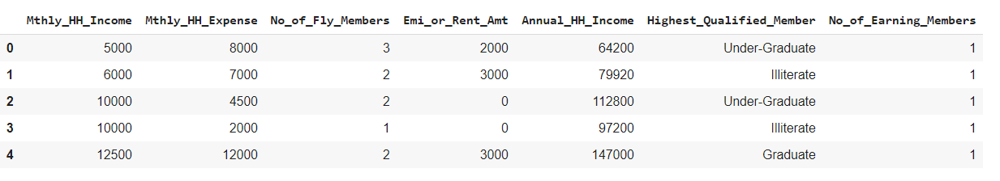 Mthly_HH_Income Mthly_HH_Expense No_of_Fly_Members Emi_or_Rent_Amt Annual_HH_Income Highest_Qualified_Member No_of_Earning_Members
0 5000 8000 3 2000 64200 Under-Graduate 1
1 6000 7000 2 3000 79920 Illiterate 1
2 10000 4500 2 0 112800 Under-Graduate 1
3 10000 2000 1 0 97200 Illiterate 1
4 12500 12000 2 3000 147000 Graduate 1